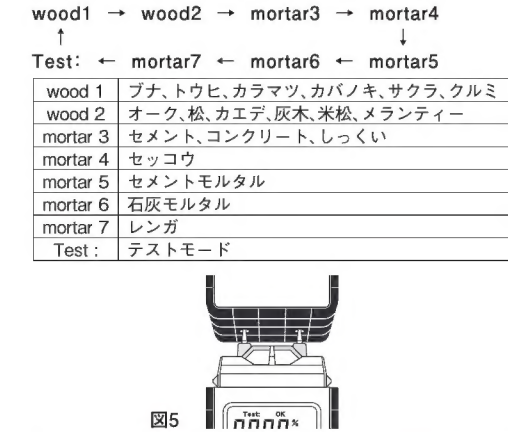 wood1 → wood2 → mortar3 → mortar4
↑ ↓
Test: ← mortar7 ← mortar6 ← mortar5
wood 1 ブナ、トウヒ、カラマツ、カバノキ、サクラ、クルミ
wood 2 オーク、松、カエデ、灰木、米松、メランティー
mortar 3 セメント、コンクリート、しっくい
mortar 4 セッコウ
mortar 5 セメントモルタル
mortar 6 石灰モルタル
mortar 7 レンガ
Test : テストモード
Test: OK
図5